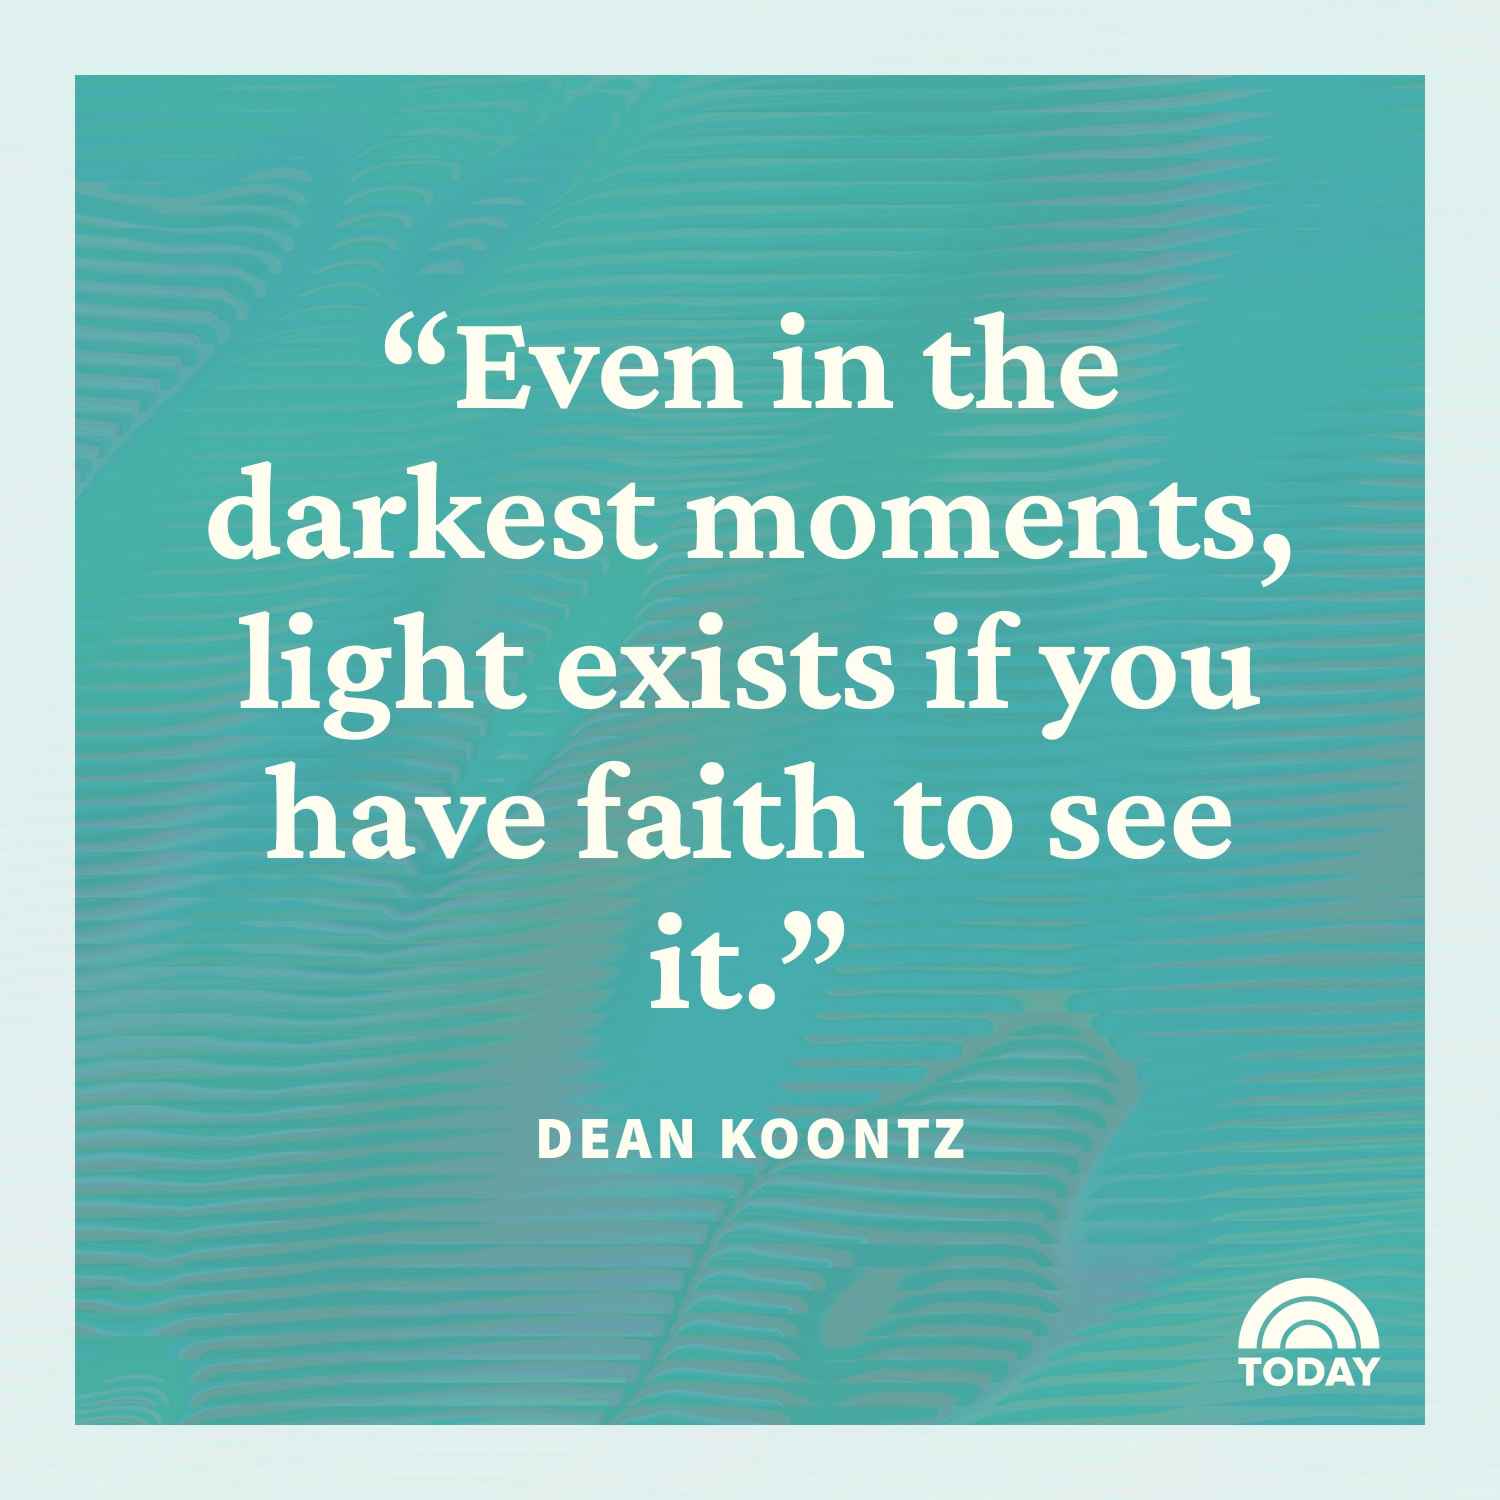 “Even in the
darkest moments,
light exists if you
have faith to see
it.”
DEAN KOONTZ
TODAY